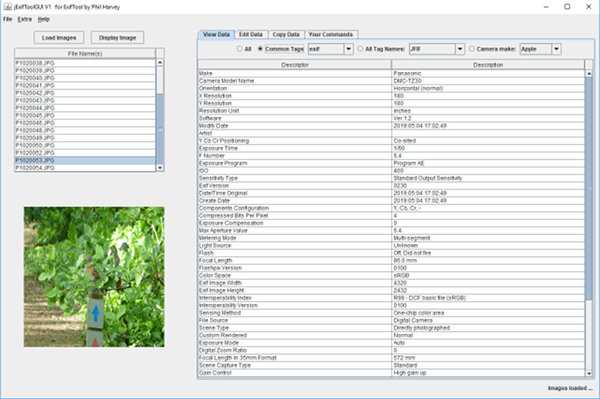 jExifToolGUI V1 for ExifTool by Phil Harvey
File Extra Help
Load Images Display Image
File Name(s)
P1020038.JPG
P1020039.JPG
P1020040.JPG
P1020041.JPG
P1020042.JPG
P1020043.JPG
P1020044.JPG
P1020045.JPG
P1020048.JPG
P1020049.JPG
P1020050.JPG
P1020052.JPG
P1020053.JPG
P1020054.JPG
View Data Edit Data Copy Data Your Commands
All Common Tags exif All Tag Names: JFIF Camera make: Apple
Descriptor Description
Make Panasonic
Camera Model Name DMC-TZ30
Orientation Horizontal (normal)
X Resolution 180
Y Resolution 180
Resolution Unit inches
Software Ver.1.2
Modify Date 2019:05:04 17:02:49
Artist
Y Cb Cr Positioning Co-sited
Exposure Time 1/50
F Number 5.4
Exposure Program Program AE
ISO 400
Sensitivity Type Standard Output Sensitivity
Exif Version 0230
Date/Time Original 2019:05:04 17:02:49
Create Date 2019:05:04 17:02:49
Components Configuration Y, Cb, Cr, -
Compressed Bits Per Pixel 4
Exposure Compensation 0
Max Aperture Value 5.4
Metering Mode Multi-segment
Light Source Unknown
Flash Off, Did not fire
Focal Length 86.0 mm
Flashpix Version 0100
Color Space sRGB
Exif Image Width 4320
Exif Image Height 2432
Interoperability Index R98 - DCF basic file (sRGB)
Interoperability Version 0100
Sensing Method One-chip color area
File Source Digital Camera
Scene Type Directly photographed
Custom Rendered Normal
Exposure Mode Auto
Digital Zoom Ratio 0
Focal Length In 35mm Format 572 mm
Scene Capture Type Standard
Gain Control High gain up
Images loaded ...